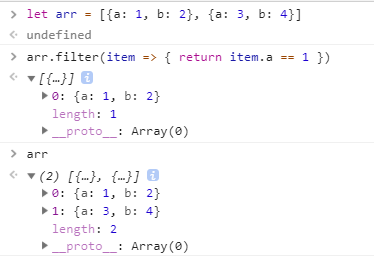 > let arr = [{a: 1, b: 2}, {a: 3, b: 4}]
undefined
> arr.filter(item => { return item.a == 1 })
▼ [{…}] i
▶ 0: {a: 1, b: 2}
length: 1
▶ __proto__: Array(0)
> arr
▼ (2) [{…}, {…}] i
▶ 0: {a: 1, b: 2}
▶ 1: {a: 3, b: 4}
length: 2
▶ __proto__: Array(0)